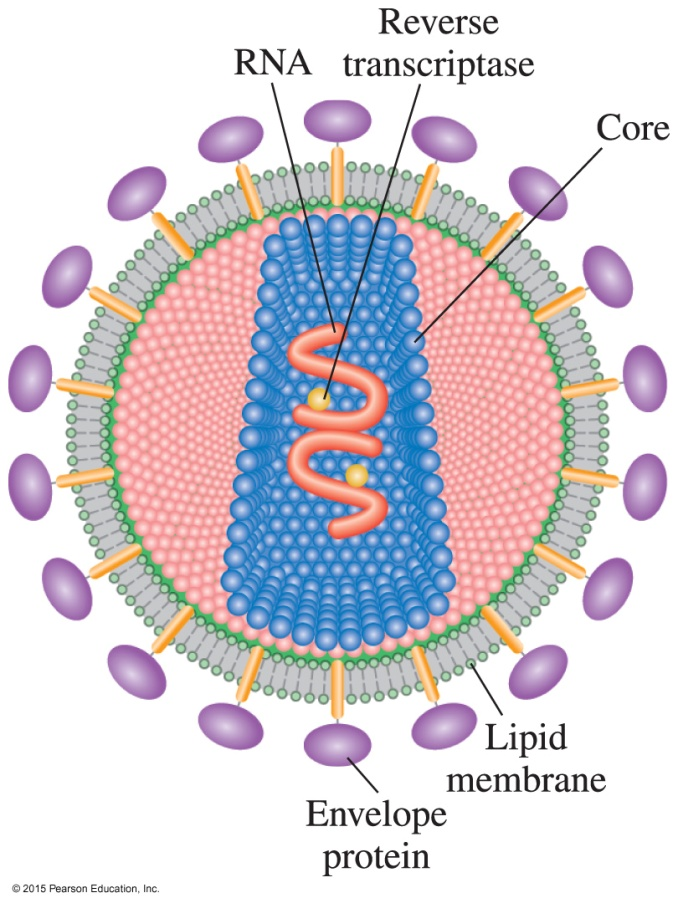 RNA
Reverse
transcriptase
Core
Lipid
membrane
Envelope
protein
© 2015 Pearson Education, Inc.